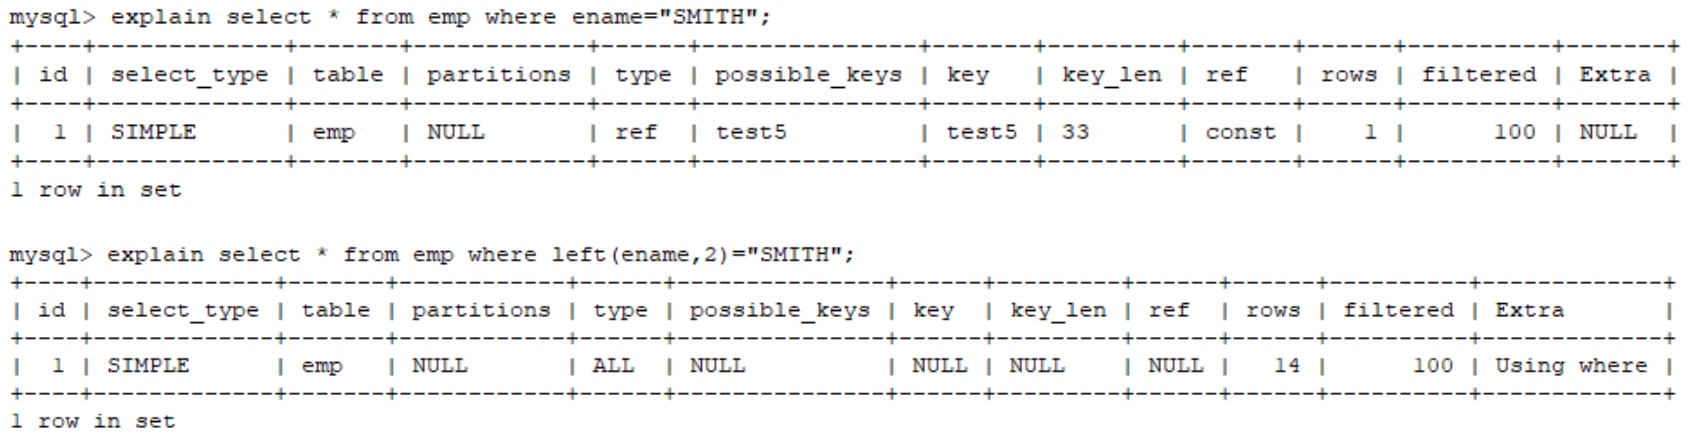 mysql> explain select * from emp where ename="SMITH";
+----+-------------+-------+------------+------+---------------+-------+---------+-------+------+----------+-------+
| id | select_type | table | partitions | type | possible_keys | key   | key_len | ref   | rows | filtered | Extra |
+----+-------------+-------+------------+------+---------------+-------+---------+-------+------+----------+-------+
|  1 | SIMPLE      | emp   | NULL       | ref  | test5         | test5 | 33      | const |    1 |      100 | NULL  |
+----+-------------+-------+------------+------+---------------+-------+---------+-------+------+----------+-------+
1 row in set
mysql> explain select * from emp where left(ename,2)="SMITH";
+----+-------------+-------+------------+------+---------------+------+---------+------+------+----------+-------------+
| id | select_type | table | partitions | type | possible_keys | key  | key_len | ref  | rows | filtered | Extra       |
+----+-------------+-------+------------+------+---------------+------+---------+------+------+----------+-------------+
|  1 | SIMPLE      | emp   | NULL       | ALL  | NULL          | NULL | NULL    | NULL |   14 |      100 | Using where |
+----+-------------+-------+------------+------+---------------+------+---------+------+------+----------+-------------+
1 row in set